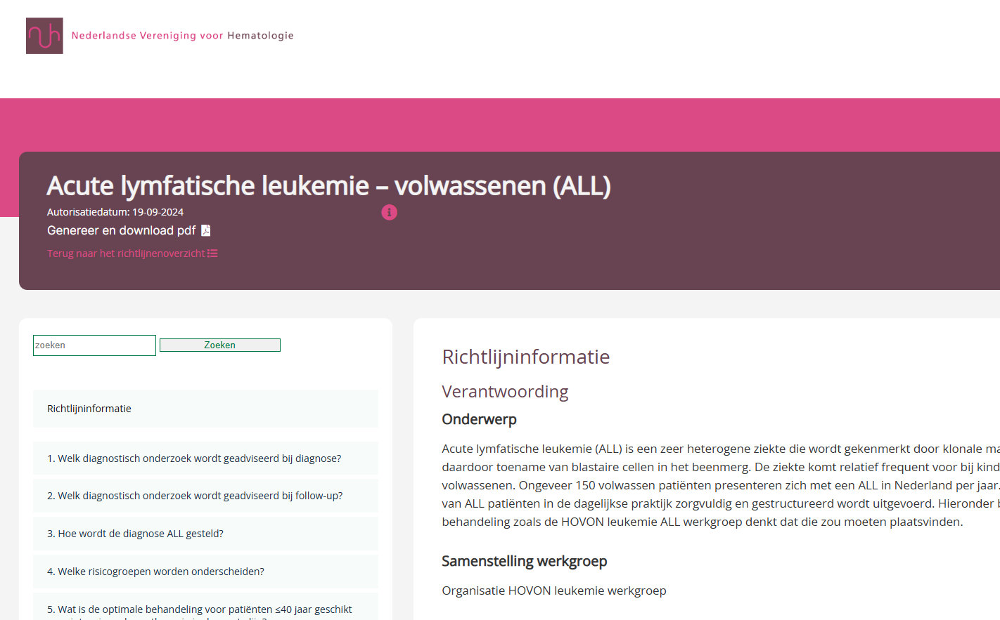 Nederlandse Vereniging voor Hematologie
Acute lymfatische leukemie – volwassenen (ALL)
Autorisatiedatum: 19-09-2024
Genereer en download pdf
Terug naar het richtlijnenoverzicht
zoeken Zoeken
Richtlijninformatie
1. Welk diagnostisch onderzoek wordt geadviseerd bij diagnose?
2. Welk diagnostisch onderzoek wordt geadviseerd bij follow-up?
3. Hoe wordt de diagnose ALL gesteld?
4. Welke risicogroepen worden onderscheiden?
5. Wat is de optimale behandeling voor patiënten ≤40 jaar geschikt
Richtlijninformatie
Verantwoording
Onderwerp
Acute lymfatische leukemie (ALL) is een zeer heterogene ziekte die wordt gekenmerkt door klonale
daardoor toename van blastaire cellen in het beenmerg. De ziekte komt relatief frequent voor bij kind
volwassenen. Ongeveer 150 volwassen patiënten presenteren zich met een ALL in Nederland per jaar.
van ALL patiënten in de dagelijkse praktijk zorgvuldig en gestructureerd wordt uitgevoerd. Hieronder
behandeling zoals de HOVON leukemie ALL werkgroep denkt dat die zou moeten plaatsvinden.
Samenstelling werkgroep
Organisatie HOVON leukemie werkgroep